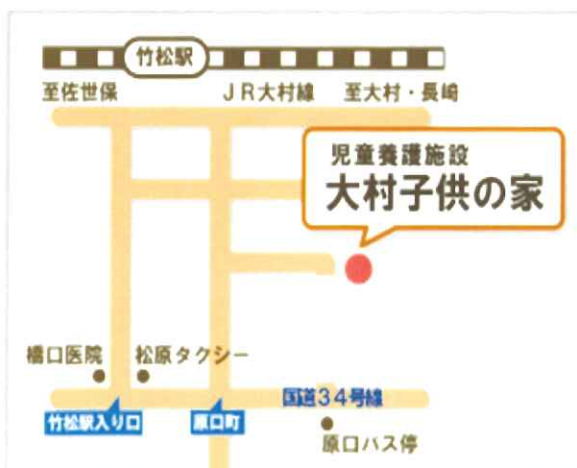 竹松駅
至佐世保
JR大村線
至大村・長崎
児童養護施設
大村子供の家
橋口医院
松原タクシー
国道34号線
竹松駅入り口
原口町
原口バス停